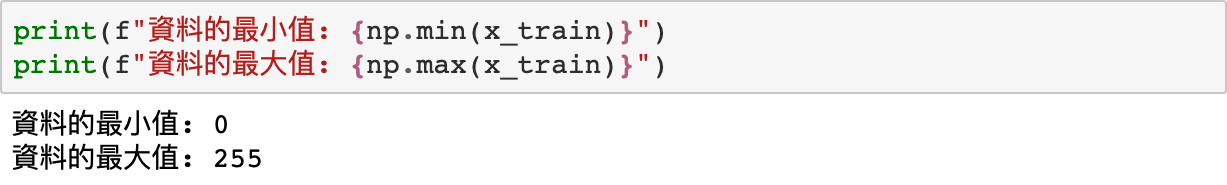 print(f"資料的最小值: {np.min(x_train)}")
print(f"資料的最大值: {np.max(x_train)}")
資料的最小值: 0
資料的最大值: 255